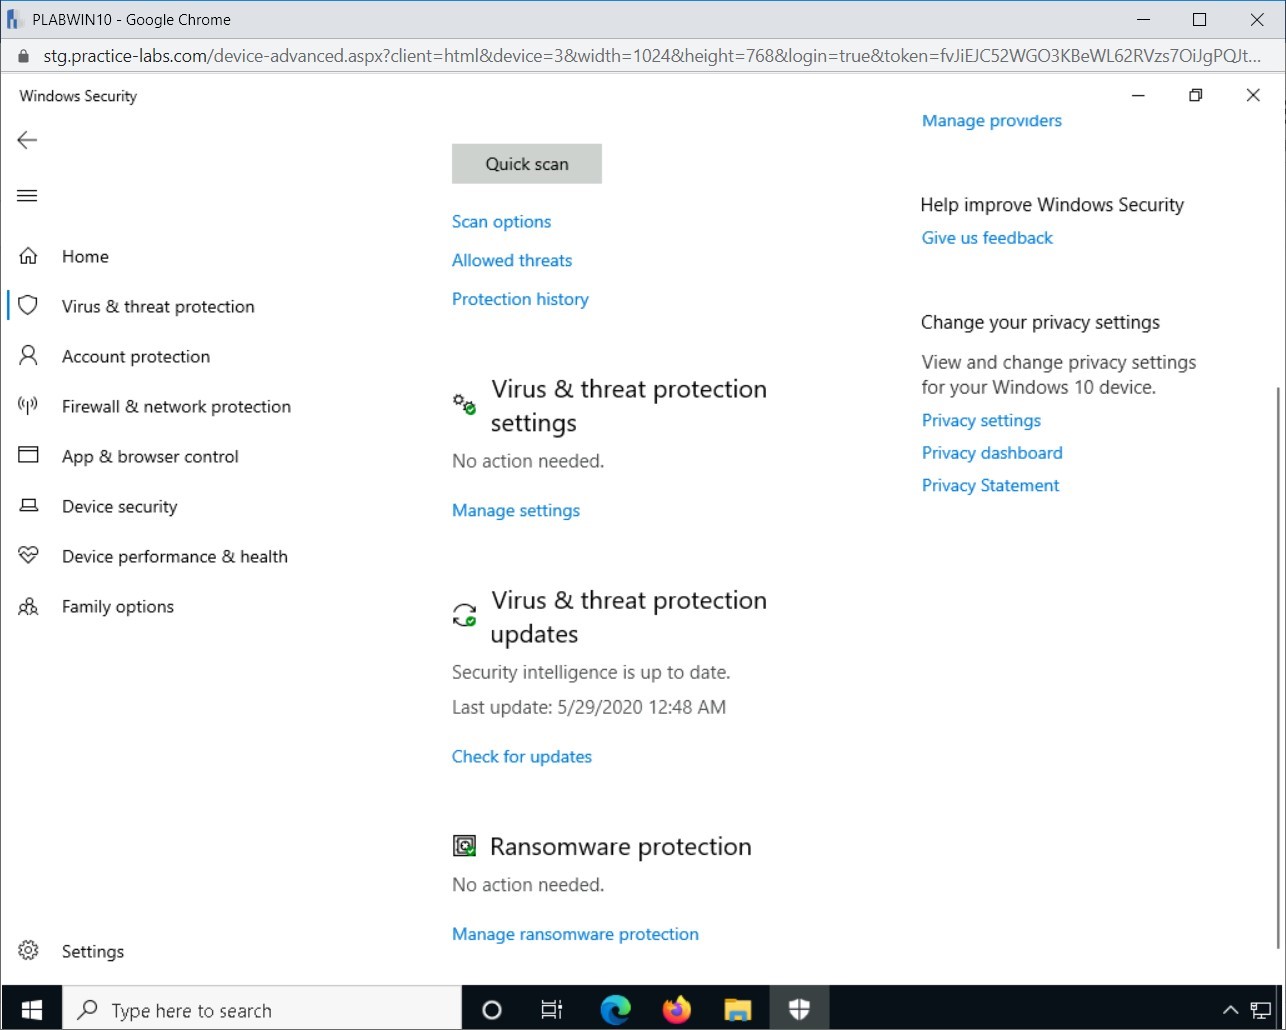 PLABWIN10 - Google Chrome
stg.practice-labs.com/device-advanced.aspx?client=html&device=3&width=1024&height=768&login=true&token=fvJiEJC52WGO3KBeWL62RVzs7OiJgPQJt...
Windows Security
Home
Virus & threat protection
Account protection
Firewall & network protection
App & browser control
Device security
Device performance & health
Family options
Settings
Quick scan
Scan options
Allowed threats
Protection history
Virus & threat protection
settings
No action needed.
Manage settings
Virus & threat protection
updates
Security intelligence is up to date.
Last update: 5/29/2020 12:48 AM
Check for updates
Ransomware protection
No action needed.
Manage ransomware protection
Manage providers
Help improve Windows Security
Give us feedback
Change your privacy settings
View and change privacy settings
for your Windows 10 device.
Privacy settings
Privacy dashboard
Privacy Statement
Type here to search